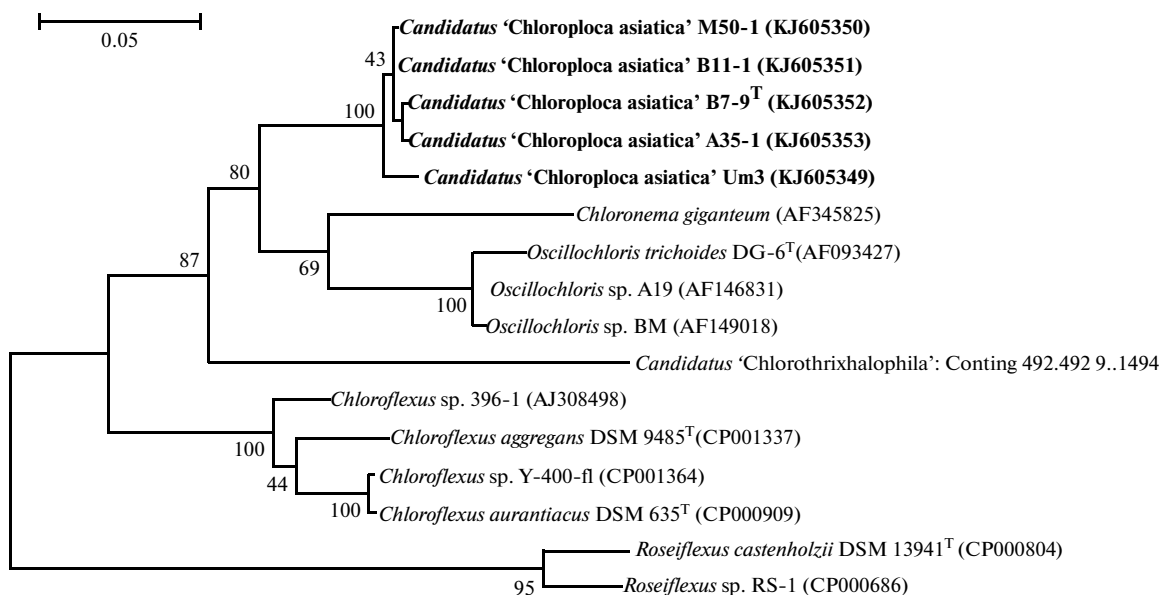 0.05
Candidatus ‘Chloroploca asiatica’ M50-1 (KJ605350)
43
Candidatus ‘Chloroploca asiatica’ B11-1 (KJ605351)
Candidatus ‘Chloroploca asiatica’ B7-9T (KJ605352)
100
Candidatus ‘Chloroploca asiatica’ A35-1 (KJ605353)
80
Candidatus ‘Chloroploca asiatica’ Um3 (KJ605349)
Chloronema giganteum (AF345825)
87
69
Oscillochloris trichoides DG-6T(AF093427)
Oscillochloris sp. A19 (AF146831)
100
Oscillochloris sp. BM (AF149018)
Candidatus ‘Chlorothrixhalophila’: Conting 492.492 9..1494
Chloroflexus sp. 396-1 (AJ308498)
100
Chloroflexus aggregans DSM 9485T(CP001337)
44
Chloroflexus sp. Y-400-fl (CP001364)
100
Chloroflexus aurantiacus DSM 635T (CP000909)
Roseiflexus castenholzii DSM 13941T (CP000804)
95
Roseiflexus sp. RS-1 (CP000686)